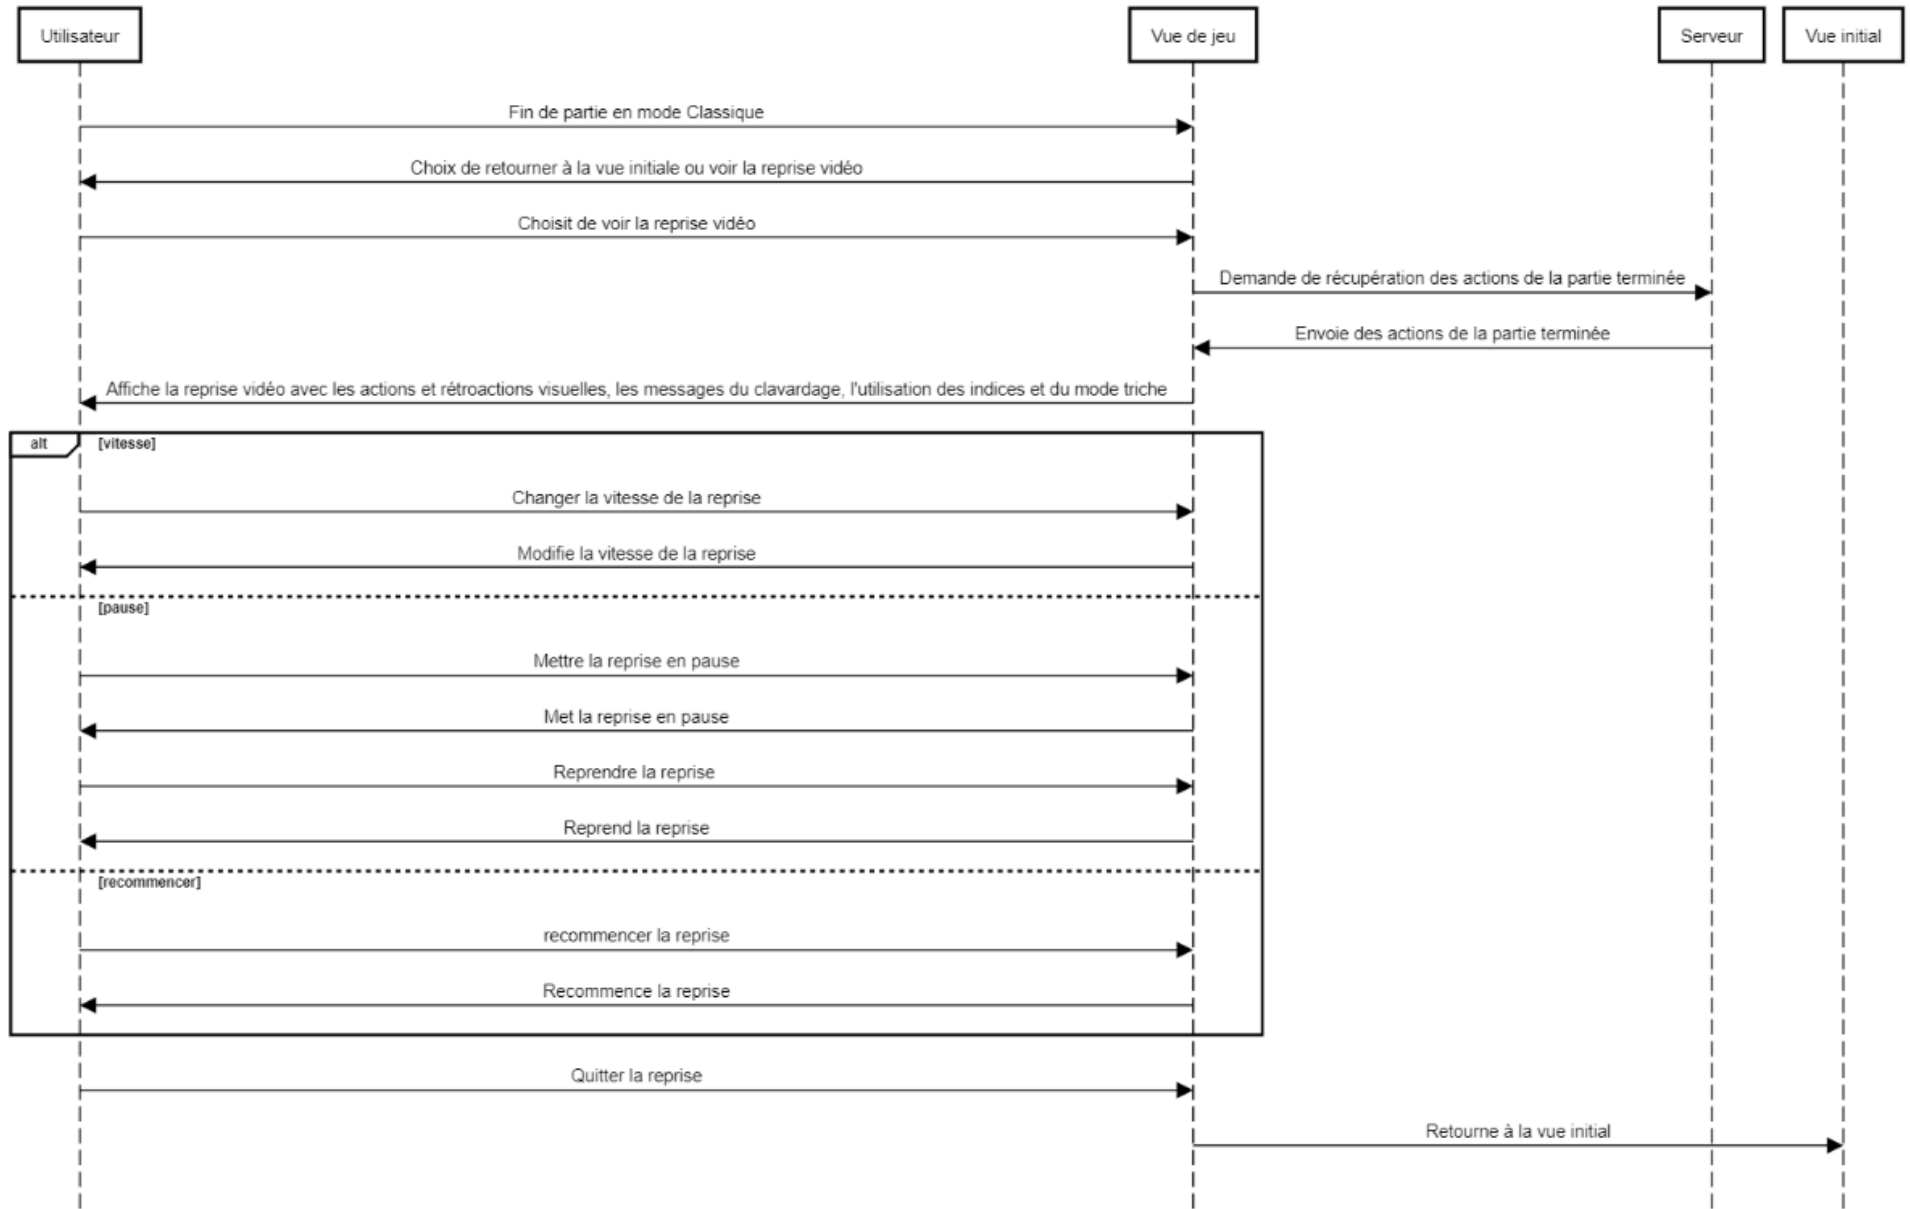 Utilisateur
Vue de jeu
Serveur
Vue initial
Fin de partie en mode Classique
Choix de retourner à la vue initiale ou voir la reprise vidéo
Choisit de voir la reprise vidéo
Demande de récupération des actions de la partie terminée
Envoie des actions de la partie terminée
Affiche la reprise vidéo avec les actions et rétroactions visuelles, les messages du clavardage, l'utilisation des indices et du mode triche
alt
[vitesse]
Changer la vitesse de la reprise
Modifie la vitesse de la reprise
[pause]
Mettre la reprise en pause
Met la reprise en pause
Reprendre la reprise
Reprend la reprise
[recommencer]
recommencer la reprise
Recommence la reprise
Quitter la reprise
Retourne à la vue initial